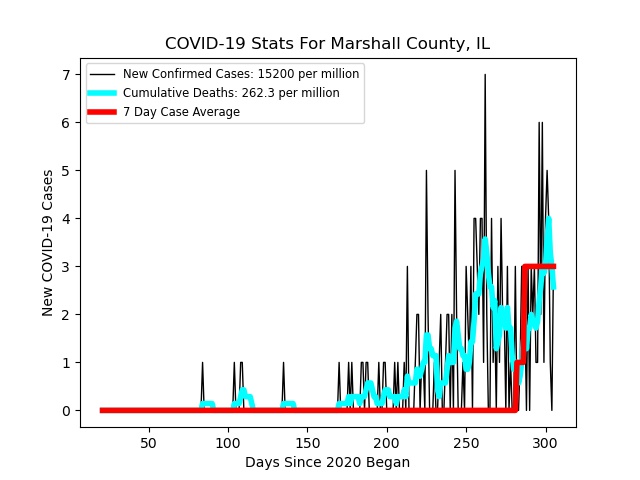 COVID-19 Stats For Marshall County, IL
New Confirmed Cases: 15200 per million
Cumulative Deaths: 262.3 per million
7 Day Case Average
New COVID-19 Cases
7
6
5
4
3
2
1
0
50 100 150 200 250 300
Days Since 2020 Began